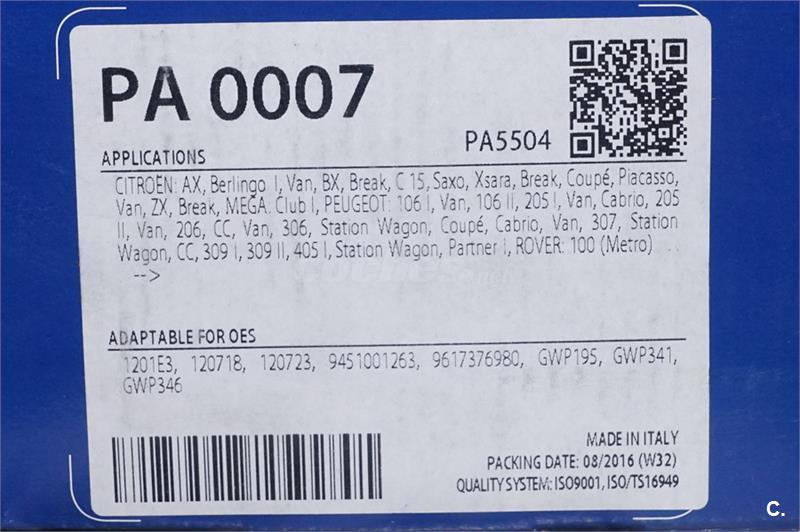 PA 0007
PA5504
APPLICATIONS
CITROËN: AX, Berlingo I, Van, BX, Break, C 15, Saxo, Xsara, Break, Coupé, Piacasso,
Van, ZX, Break, MEGA: Club I, PEUGEOT: 106 I, Van, 106 II, 205 I, Van, Cabrio, 205
II, Van, 206, CC, Van, 306, Station Wagon, Coupé, Cabrio, Van, 307, Station
Wagon, CC, 309 I, 309 II, 405 I, Station Wagon, Partner I, ROVER: 100 (Metro)
-->
ADAPTABLE FOR OES
1201E3, 120718, 120723, 9451001263, 9617376980, GWP195, GWP341,
GWP346
MADE IN ITALY
PACKING DATE: 08/2016 (W32)
QUALITY SYSTEM: ISO9001, ISO/TS16949
C.